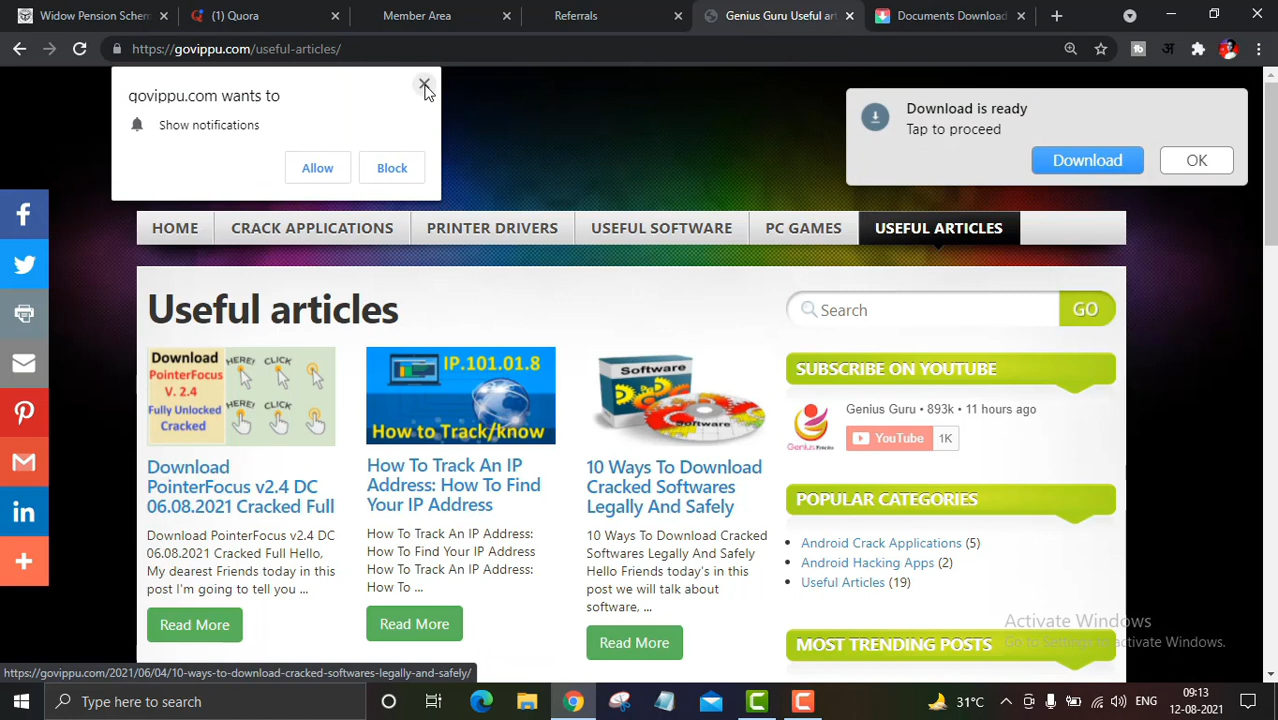 Widow Pension Schem
(1) Quora
Member Area
Referrals
Genius Guru Useful ar
Documents Download
https://govippu.com/useful-articles/
govippu.com wants to
Show notifications
Allow
Block
Download is ready
Tap to proceed
Download
OK
HOME
CRACK APPLICATIONS
PRINTER DRIVERS
USEFUL SOFTWARE
PC GAMES
USEFUL ARTICLES
Useful articles
Search
GO
Download
PointerFocus
V. 2.4
Fully Unlocked
Cracked
HERE!
CLICK
HERE!
CLICK
Download
PointerFocus v2.4 DC
06.08.2021 Cracked Full
Download PointerFocus v2.4 DC
06.08.2021 Cracked Full Hello,
My dearest Friends today in this
post I'm going to tell you ...
Read More
IP.101.01.8
How to Track/know
How To Track An IP
Address: How To Find
Your IP Address
How To Track An IP Address:
How To Find Your IP Address
How To Track An IP Address:
How To ...
Read More
Software
Software
10 Ways To Download
Cracked Softwares
Legally And Safely
10 Ways To Download Cracked
Softwares Legally And Safely
Hello Friends today's in this
post we will talk about
software, ...
Read More
SUBSCRIBE ON YOUTUBE
Genius
Genius Guru • 893k • 11 hours ago
YouTube
1K
POPULAR CATEGORIES
Android Crack Applications (5)
Android Hacking Apps (2)
Useful Articles (19)
MOST TRENDING POSTS
Activate Windows
Go to Settings to activate Windows.
https://govippu.com/2021/06/04/10-ways-to-download-cracked-softwares-legally-and-safely/
Type here to search
31°C
ENG
09:13
12-08-2021